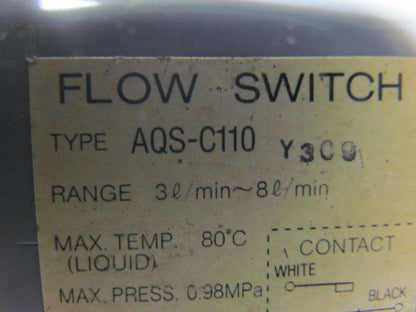 FLOW SWITCH
TYPE AQS-C110 Y309
RANGE 3ℓ/min~8ℓ/min
MAX. TEMP. 80°C
(LIQUID)
MAX. PRESS. 0.98MPa
CONTACT
WHITE
BLACK